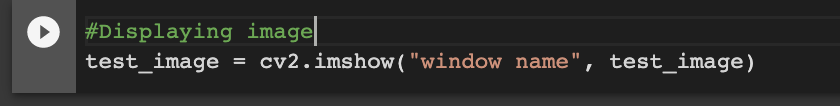 #Displaying image
test_image = cv2.imshow("window name", test_image)